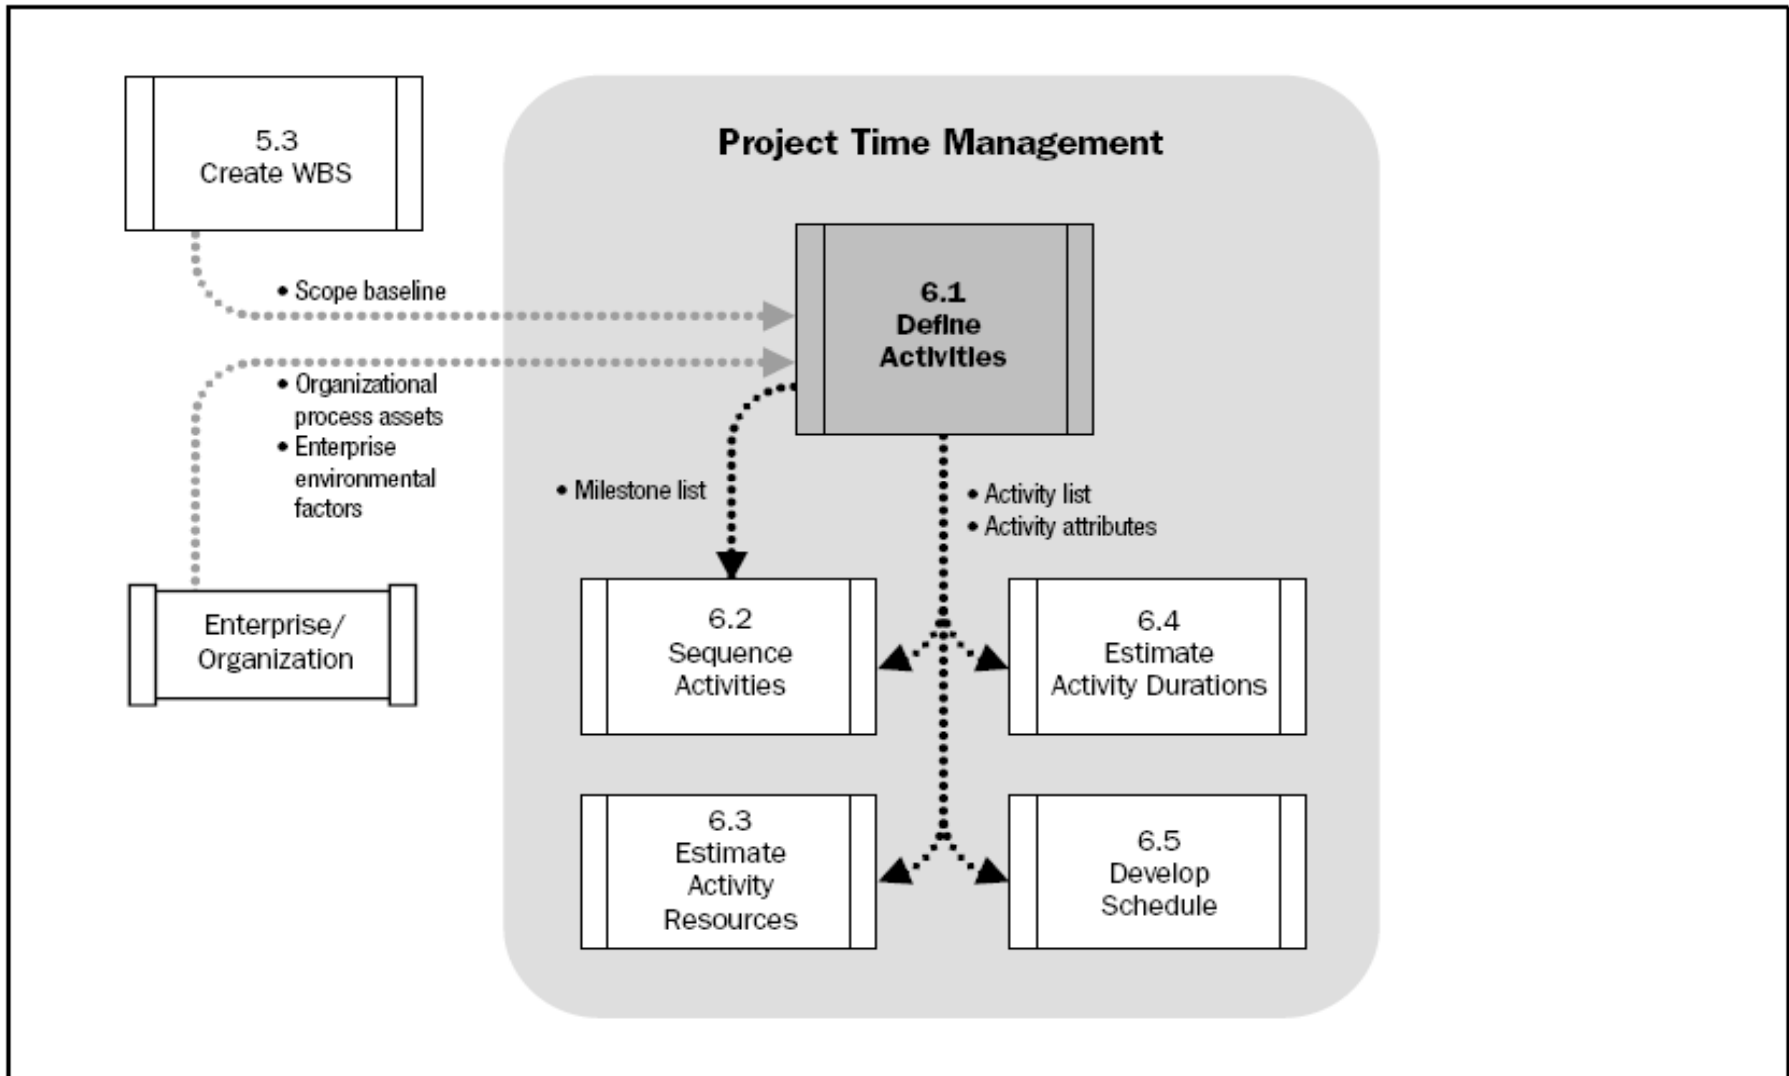 Project Time Management
5.3
Create WBS
• Scope baseline
6.1
Define
Activities
• Organizational
process assets
• Enterprise
environmental
factors
• Milestone list
• Activity list
• Activity attributes
Enterprise/
Organization
6.2
Sequence
Activities
6.4
Estimate
Activity Durations
6.3
Estimate
Activity
Resources
6.5
Develop
Schedule